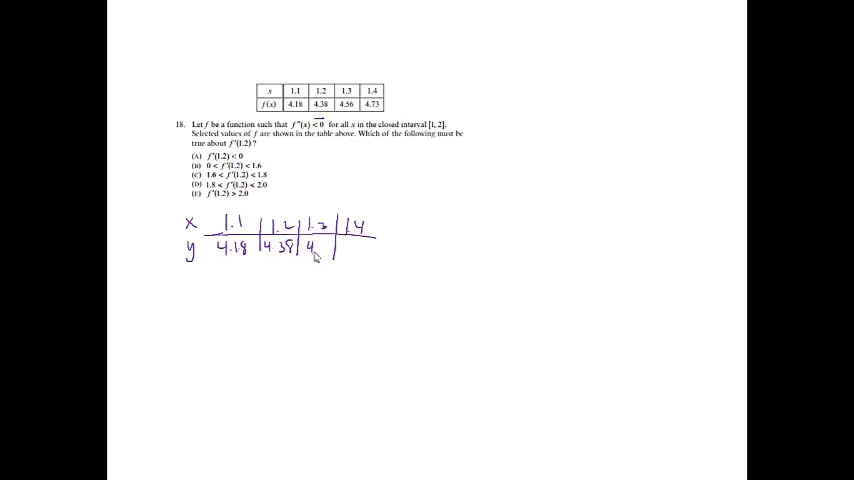 x 1.1 1.2 1.3 1.4
f(x) 4.18 4.38 4.56 4.73
18. Let f be a function such that f''(x) < 0 for all x in the closed interval [1, 2].
Selected values of f are shown in the table above. Which of the following must be
true about f'(1.2)?
(A) f'(1.2) < 0
(B) 0 < f'(1.2) < 1.6
(C) 1.6 < f'(1.2) < 1.8
(D) 1.8 < f'(1.2) < 2.0
(E) f'(1.2) > 2.0
x 1.1 1.2 1.3 1.4
y 4.18 4.38 4